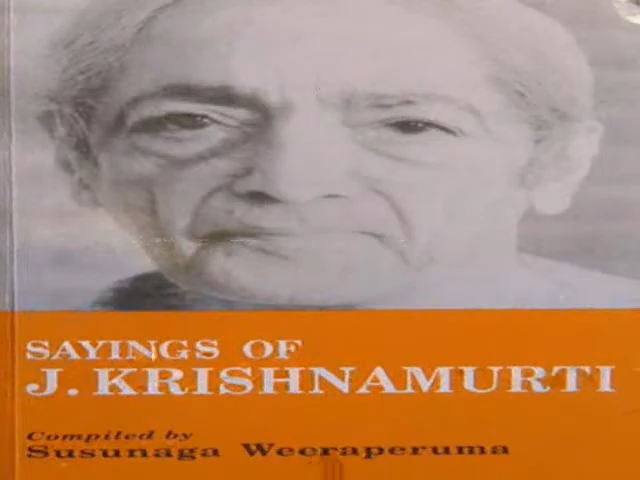 SAYINGS OF
J. KRISHNAMURTI
Compiled by
Susunaga Weeraperuma